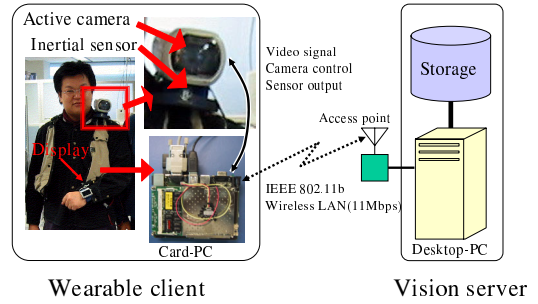 Active camera
Inertial sensor
Display
Card-PC
Video signal
Camera control
Sensor output
Access point
IEEE 802.11b
Wireless LAN(11Mbps)
Storage
Desktop-PC
Wearable client
Vision server